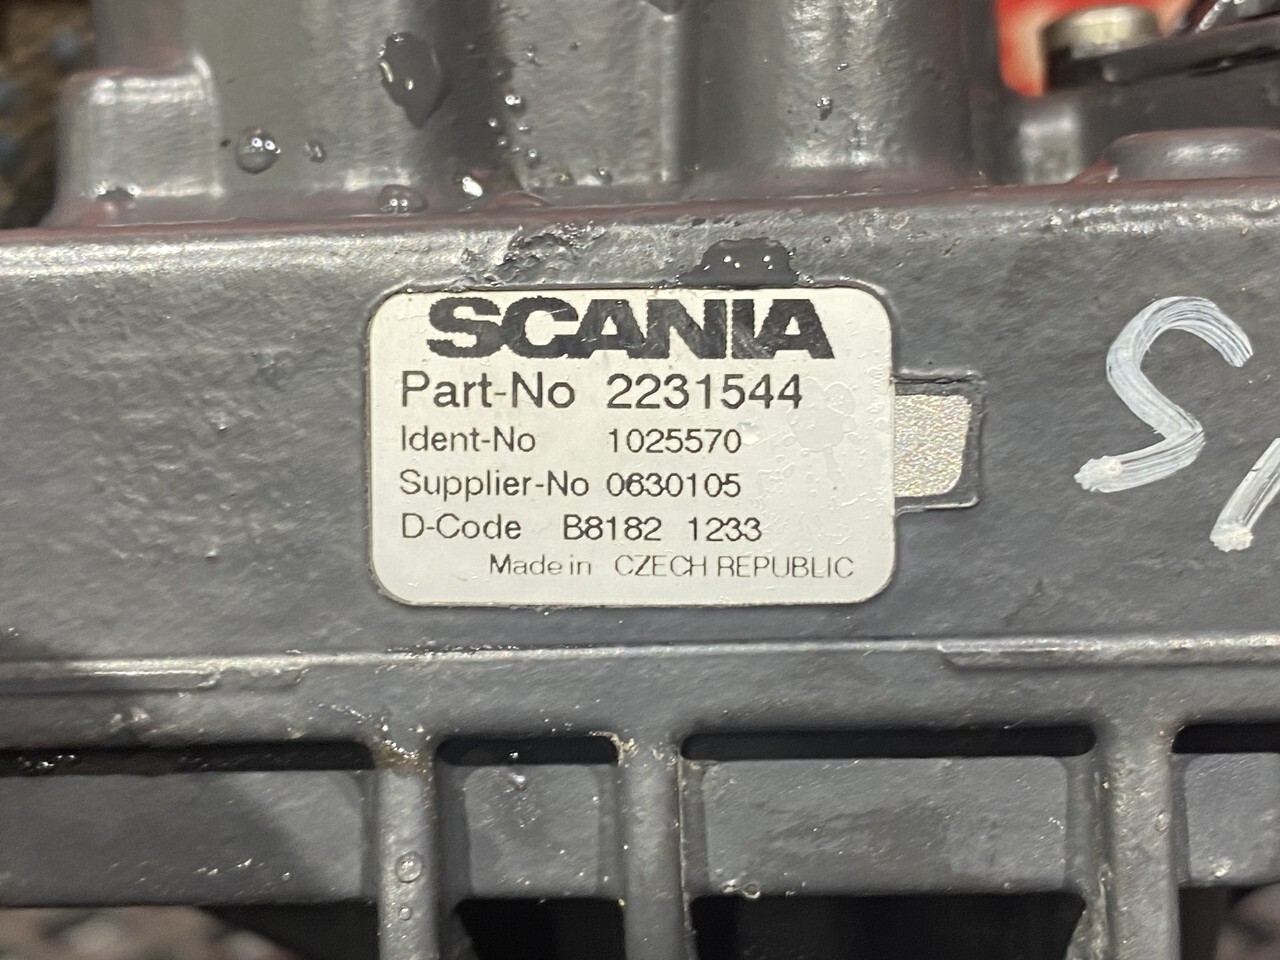 SCANIA
Part-No 2231544
Ident-No 1025570
Supplier-No 0630105
D-Code B8182 1233
Made in CZECH REPUBLIC